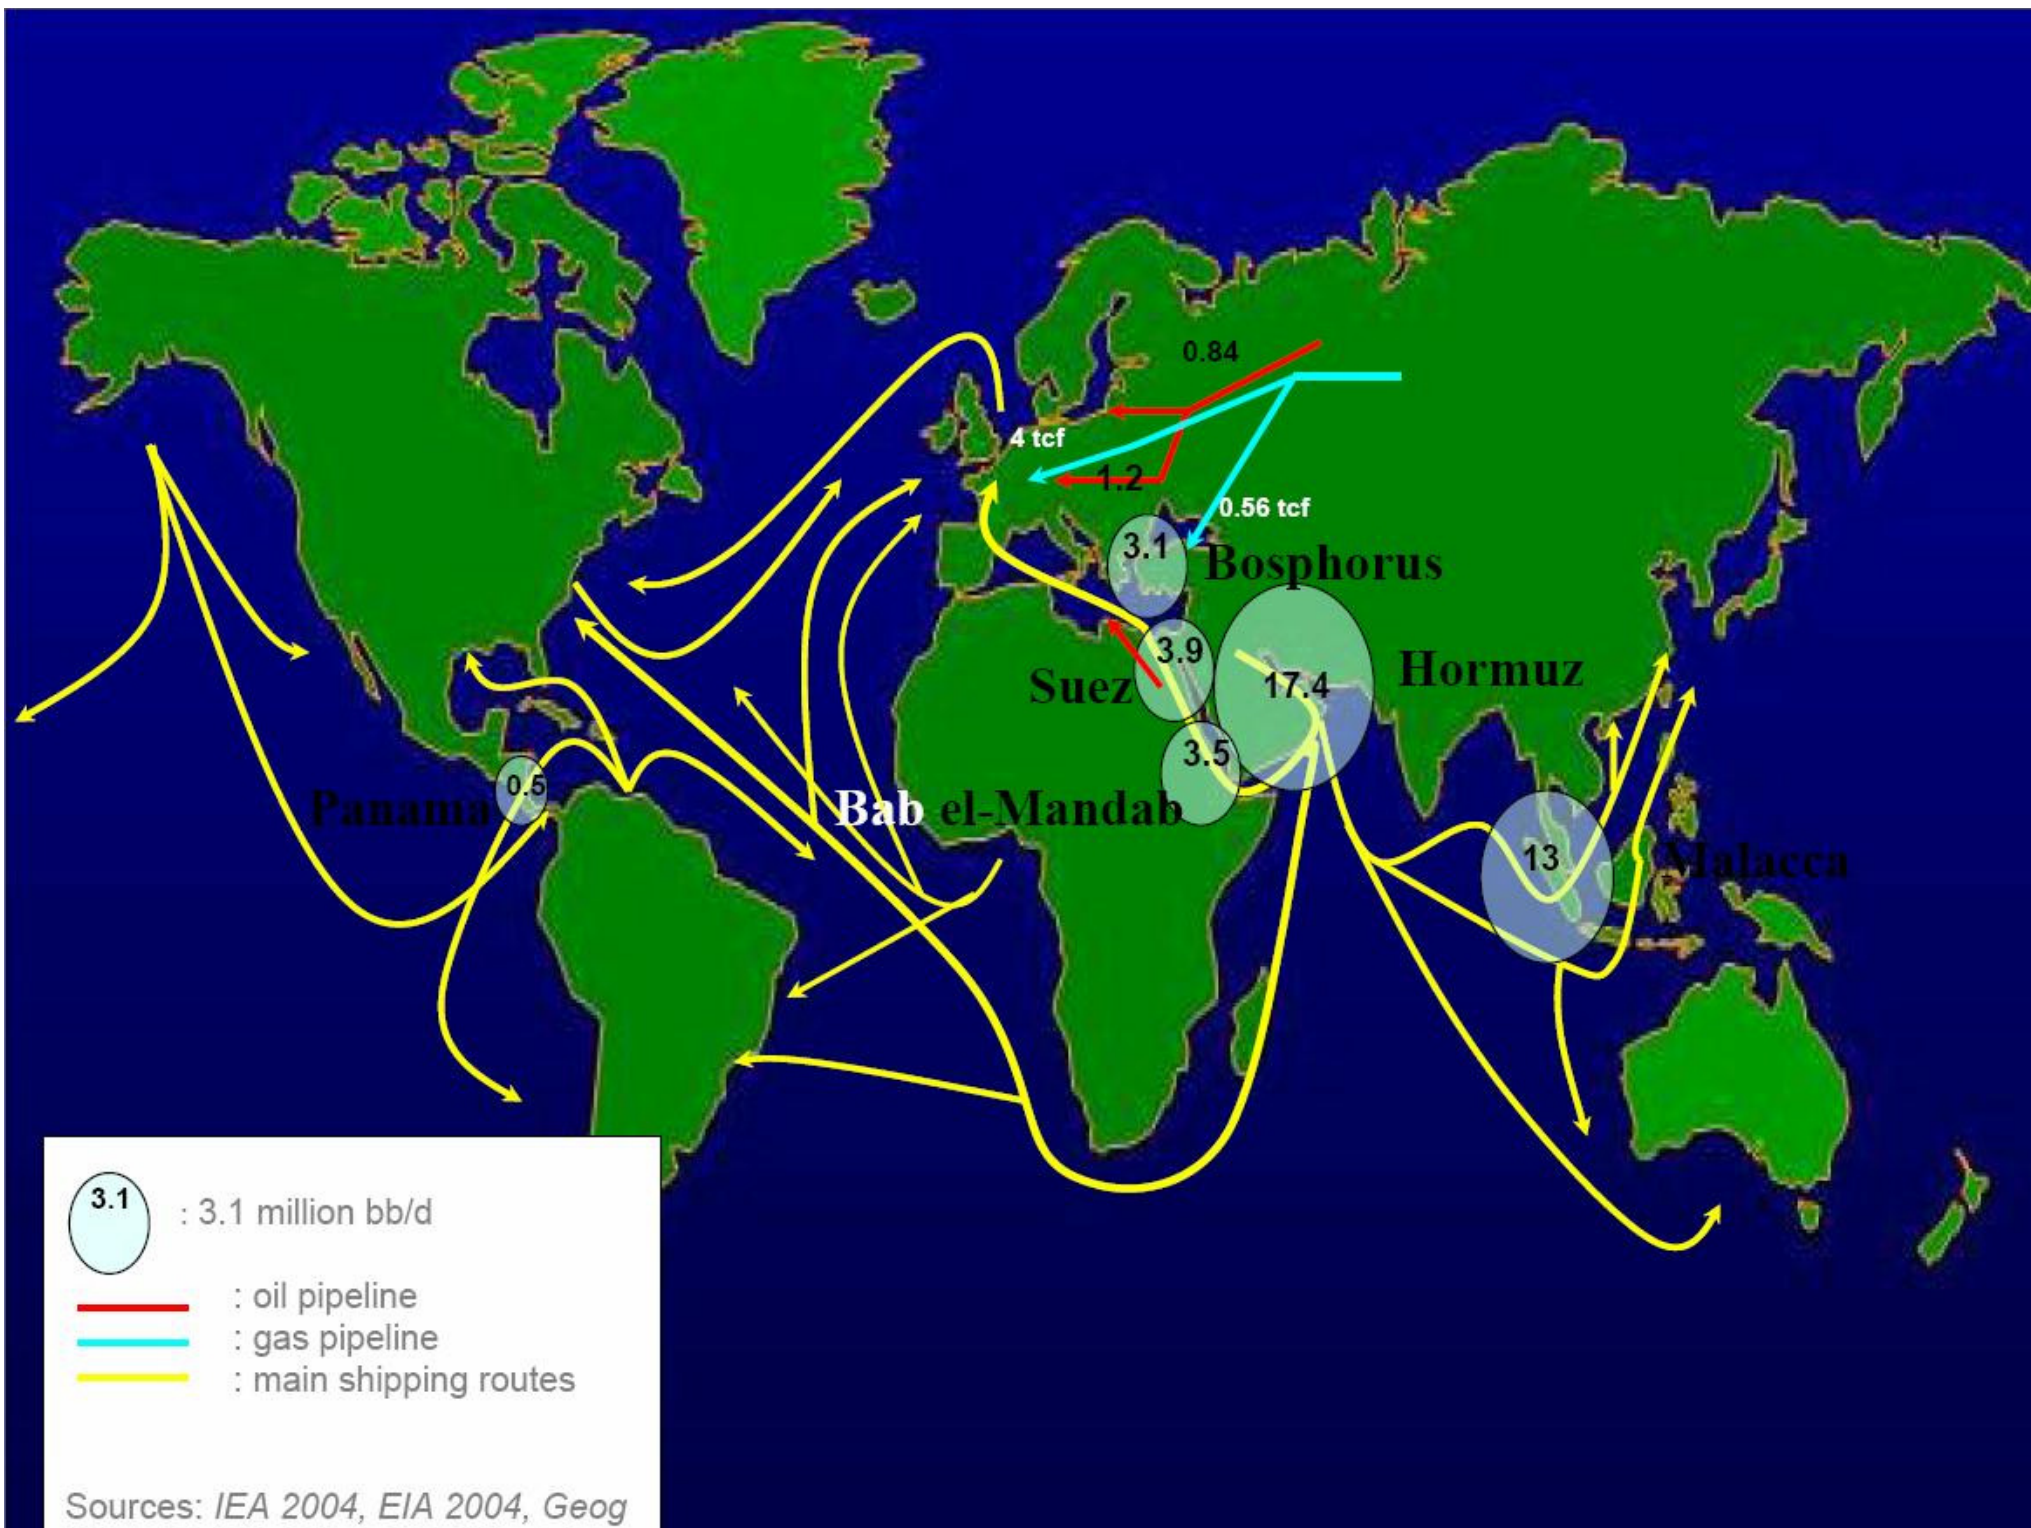 0.84
4 tcf
1.2
0.56 tcf
3.1
Bosphorus
3.9
Suez
17.4
Hormuz
3.5
0.5
Panama
Bab el-Mandab
13
Malacca
3.1
: 3.1 million bb/d
: oil pipeline
: gas pipeline
: main shipping routes
Sources: IEA 2004, EIA 2004, Geog